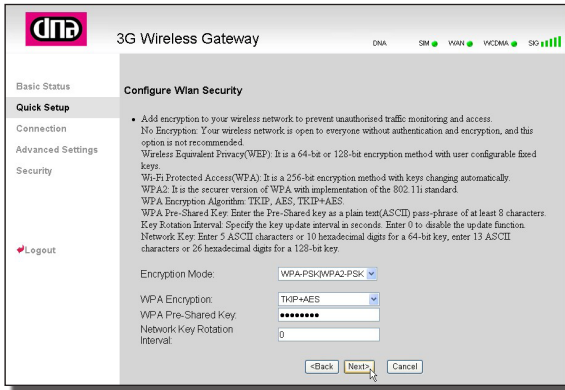 dna
3G Wireless Gateway
DNA SIM WAN WCDMA SIG
Basic Status
Quick Setup
Connection
Advanced Settings
Security
Logout
Configure Wlan Security
• Add encryption to your wireless network to prevent unauthorised traffic monitoring and access.
No Encryption: Your wireless network is open to everyone without authentication and encryption, and this
option is not recommended.
Wireless Equivalent Privacy(WEP): It is a 64-bit or 128-bit encryption method with user configurable fixed
keys.
Wi-Fi Protected Access(WPA): It is a 256-bit encryption method with keys changing automatically.
WPA2: It is the securer version of WPA with implementation of the 802.11i standard.
WPA Encryption Algorithm: TKIP, AES, TKIP+AES.
WPA Pre-Shared Key: Enter the Pre-Shared key as a plain text(ASCII) pass-phrase of at least 8 characters.
Key Rotation Interval: Specify the key update interval in seconds. Enter 0 to disable the update function.
Network Key: Enter 5 ASCII characters or 10 hexadecimal digits for a 64-bit key, enter 13 ASCII
characters or 26 hexadecimal digits for a 128-bit key.
Encryption Mode: WPA-PSK|WPA2-PSK
WPA Encryption: TKIP+AES
WPA Pre-Shared Key: ••••••••
Network Key Rotation
Interval: 0
<Back Next> Cancel